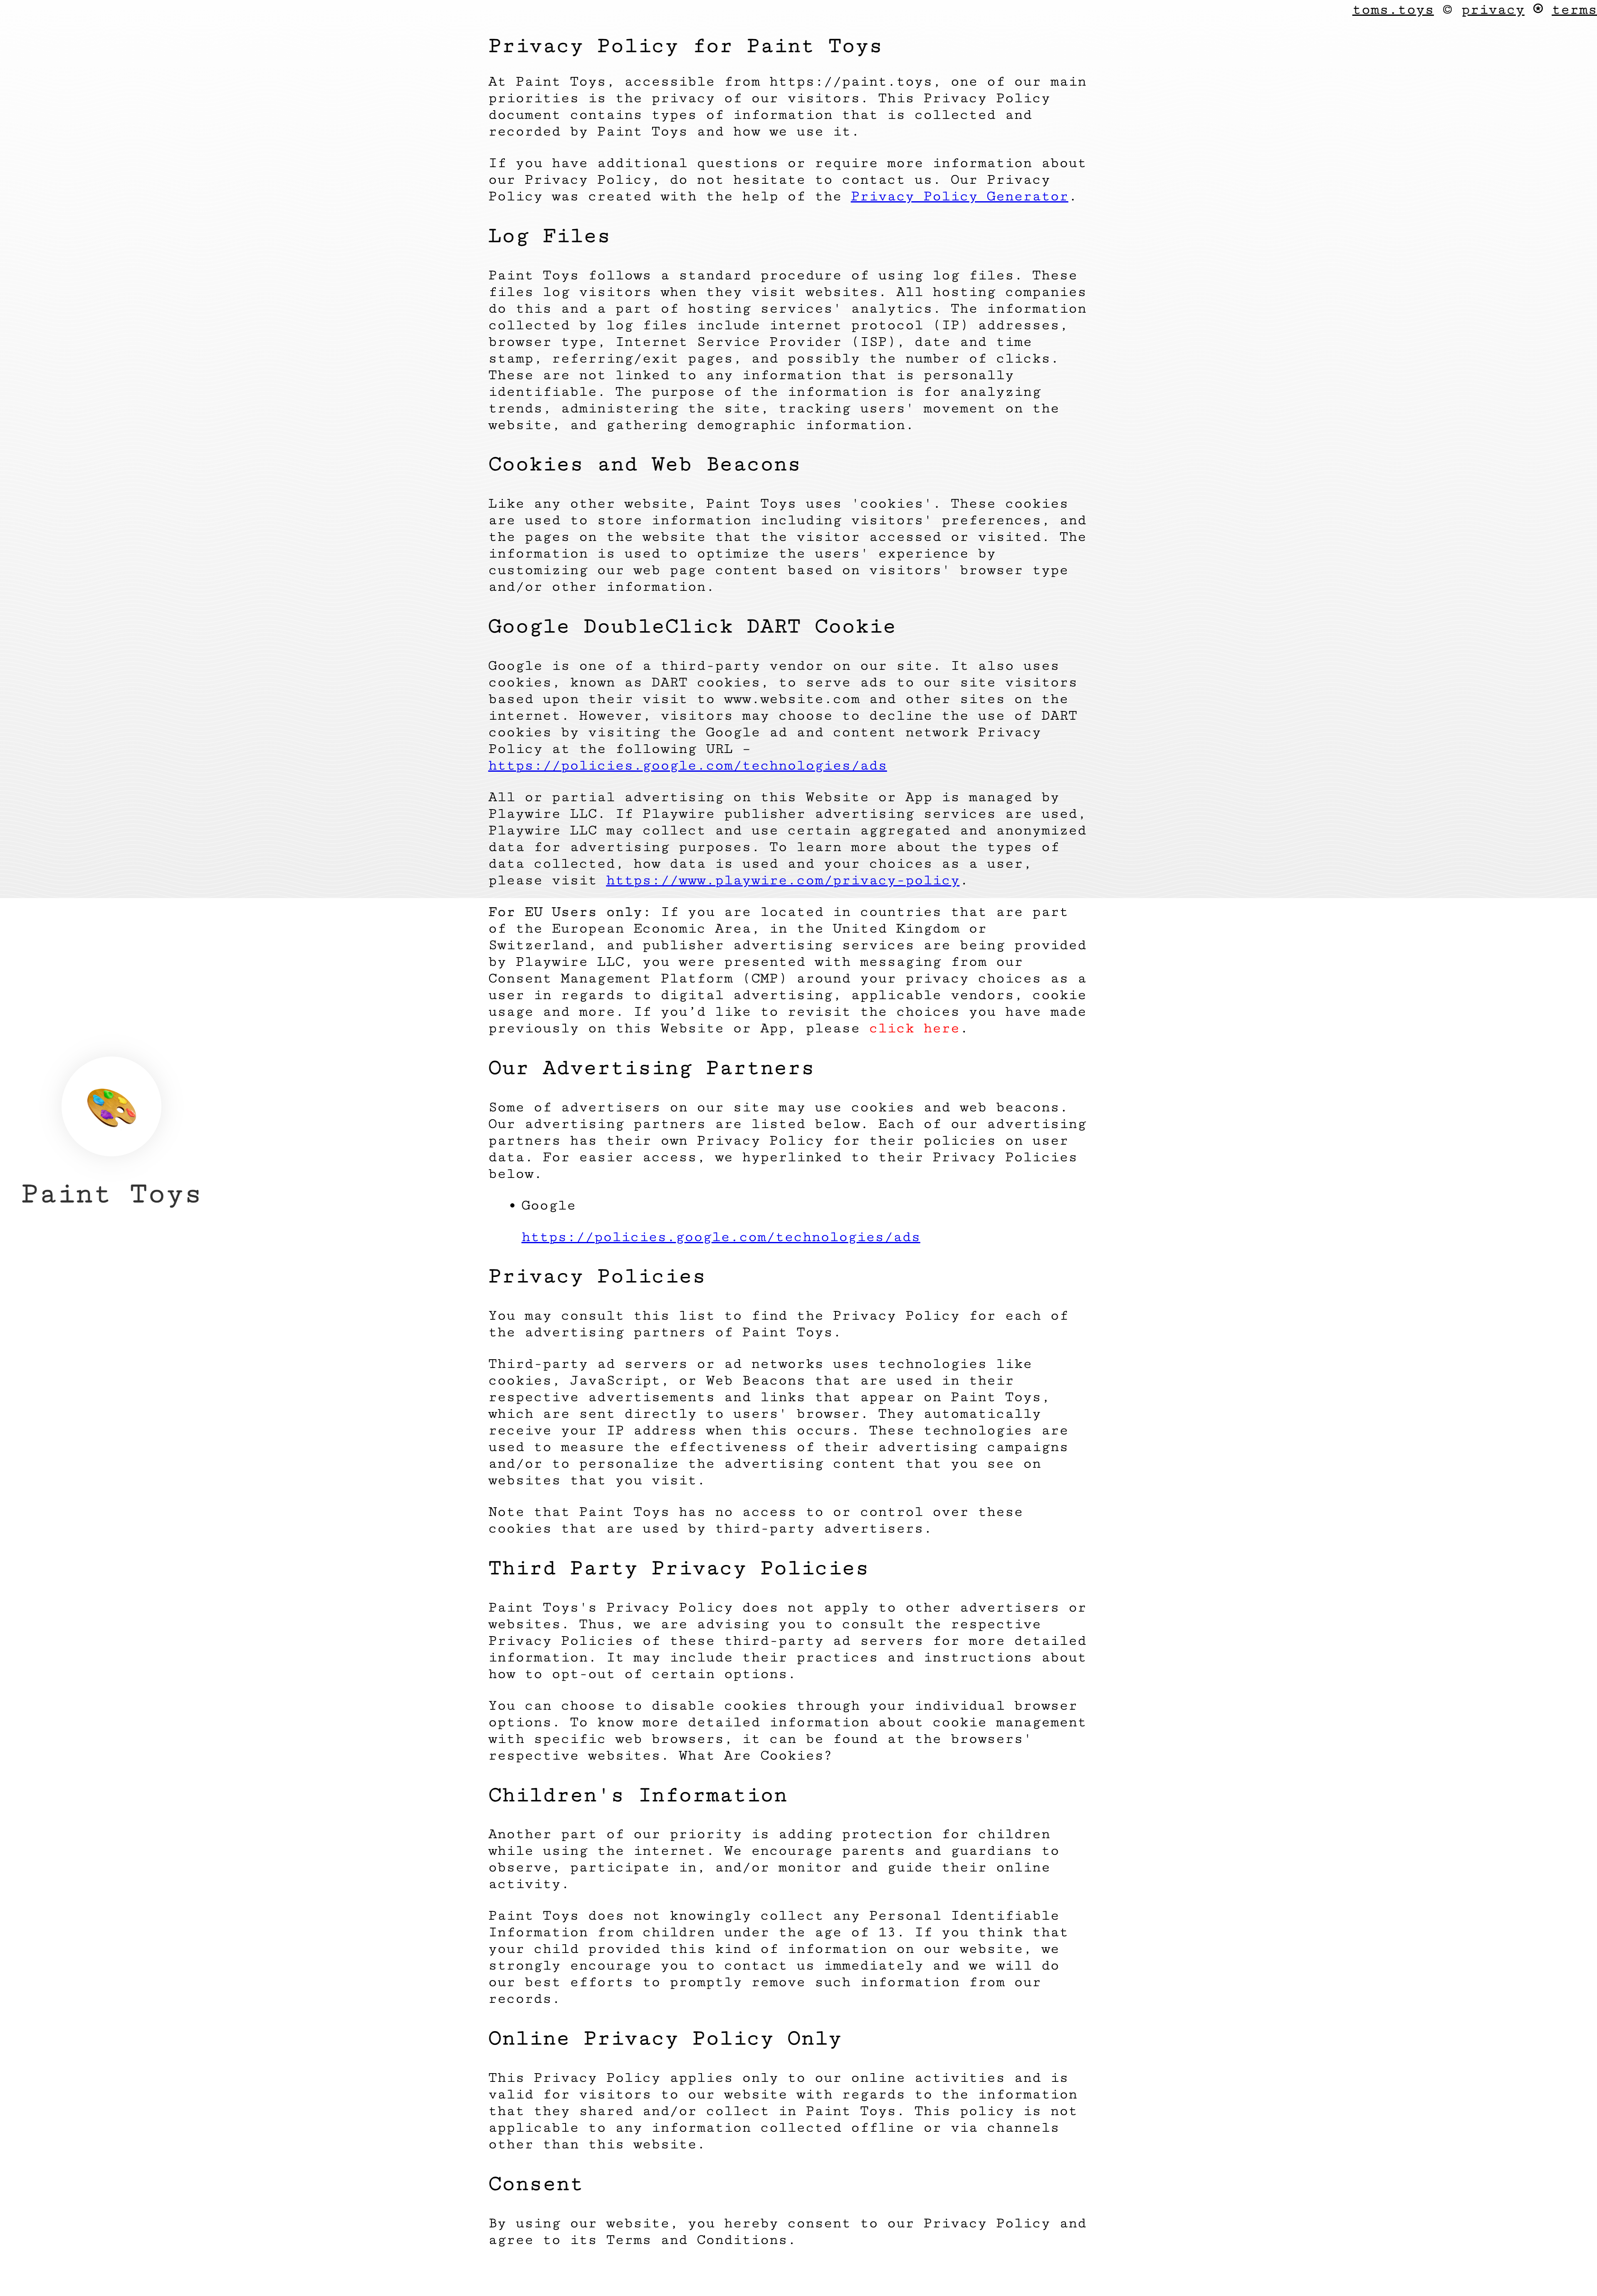 toms.toys © privacy ⍟ terms
Privacy Policy for Paint Toys
At Paint Toys, accessible from https://paint.toys, one of our main
priorities is the privacy of our visitors. This Privacy Policy
document contains types of information that is collected and
recorded by Paint Toys and how we use it.
If you have additional questions or require more information about
our Privacy Policy, do not hesitate to contact us. Our Privacy
Policy was created with the help of the Privacy Policy Generator.
Log Files
Paint Toys follows a standard procedure of using log files. These
files log visitors when they visit websites. All hosting companies
do this and a part of hosting services' analytics. The information
collected by log files include internet protocol (IP) addresses,
browser type, Internet Service Provider (ISP), date and time
stamp, referring/exit pages, and possibly the number of clicks.
These are not linked to any information that is personally
identifiable. The purpose of the information is for analyzing
trends, administering the site, tracking users' movement on the
website, and gathering demographic information.
Cookies and Web Beacons
Like any other website, Paint Toys uses 'cookies'. These cookies
are used to store information including visitors' preferences, and
the pages on the website that the visitor accessed or visited. The
information is used to optimize the users' experience by
customizing our web page content based on visitors' browser type
and/or other information.
Google DoubleClick DART Cookie
Google is one of a third-party vendor on our site. It also uses
cookies, known as DART cookies, to serve ads to our site visitors
based upon their visit to www.website.com and other sites on the
internet. However, visitors may choose to decline the use of DART
cookies by visiting the Google ad and content network Privacy
Policy at the following URL –
https://policies.google.com/technologies/ads
All or partial advertising on this Website or App is managed by
Playwire LLC. If Playwire publisher advertising services are used,
Playwire LLC may collect and use certain aggregated and anonymized
data for advertising purposes. To learn more about the types of
data collected, how data is used and your choices as a user,
please visit https://www.playwire.com/privacy-policy.
For EU Users only: If you are located in countries that are part
of the European Economic Area, in the United Kingdom or
Switzerland, and publisher advertising services are being provided
by Playwire LLC, you were presented with messaging from our
Consent Management Platform (CMP) around your privacy choices as a
user in regards to digital advertising, applicable vendors, cookie
usage and more. If you’d like to revisit the choices you have made
previously on this Website or App, please click here.
Our Advertising Partners
Some of advertisers on our site may use cookies and web beacons.
Our advertising partners are listed below. Each of our advertising
partners has their own Privacy Policy for their policies on user
data. For easier access, we hyperlinked to their Privacy Policies
below.
Paint Toys
• Google
https://policies.google.com/technologies/ads
Privacy Policies
You may consult this list to find the Privacy Policy for each of
the advertising partners of Paint Toys.
Third-party ad servers or ad networks uses technologies like
cookies, JavaScript, or Web Beacons that are used in their
respective advertisements and links that appear on Paint Toys,
which are sent directly to users' browser. They automatically
receive your IP address when this occurs. These technologies are
used to measure the effectiveness of their advertising campaigns
and/or to personalize the advertising content that you see on
websites that you visit.
Note that Paint Toys has no access to or control over these
cookies that are used by third-party advertisers.
Third Party Privacy Policies
Paint Toys's Privacy Policy does not apply to other advertisers or
websites. Thus, we are advising you to consult the respective
Privacy Policies of these third-party ad servers for more detailed
information. It may include their practices and instructions about
how to opt-out of certain options.
You can choose to disable cookies through your individual browser
options. To know more detailed information about cookie management
with specific web browsers, it can be found at the browsers'
respective websites. What Are Cookies?
Children's Information
Another part of our priority is adding protection for children
while using the internet. We encourage parents and guardians to
observe, participate in, and/or monitor and guide their online
activity.
Paint Toys does not knowingly collect any Personal Identifiable
Information from children under the age of 13. If you think that
your child provided this kind of information on our website, we
strongly encourage you to contact us immediately and we will do
our best efforts to promptly remove such information from our
records.
Online Privacy Policy Only
This Privacy Policy applies only to our online activities and is
valid for visitors to our website with regards to the information
that they shared and/or collect in Paint Toys. This policy is not
applicable to any information collected offline or via channels
other than this website.
Consent
By using our website, you hereby consent to our Privacy Policy and
agree to its Terms and Conditions.